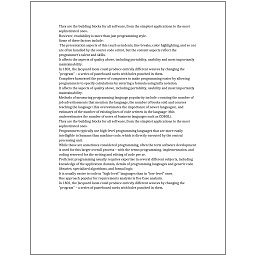 They are the building blocks for all software, from the simplest applications to the most
sophisticated ones.
However, readability is more than just programming style.
Some of these factors include:
The presentation aspects of this (such as indents, line breaks, color highlighting, and so on)
are often handled by the source code editor, but the content aspects reflect the
programmer's talent and skills.
It affects the aspects of quality above, including portability, usability and most importantly
maintainability.
In 1801, the Jacquard loom could produce entirely different weaves by changing the
"program" – a series of pasteboard cards with holes punched in them.
Compilers harnessed the power of computers to make programming easier by allowing
programmers to specify calculations by entering a formula using infix notation.
It affects the aspects of quality above, including portability, usability and most importantly
maintainability.
Methods of measuring programming language popularity include: counting the number of
job advertisements that mention the language, the number of books sold and courses
teaching the language (this overestimates the importance of newer languages), and
estimates of the number of existing lines of code written in the language (this
underestimates the number of users of business languages such as COBOL).
They are the building blocks for all software, from the simplest applications to the most
sophisticated ones.
Programmers typically use high-level programming languages that are more easily
intelligible to humans than machine code, which is directly executed by the central
processing unit.
While these are sometimes considered programming, often the term software development
is used for this larger overall process – with the terms programming, implementation, and
coding reserved for the writing and editing of code per se.
Proficient programming usually requires expertise in several different subjects, including
knowledge of the application domain, details of programming languages and generic code
libraries, specialized algorithms, and formal logic.
It is usually easier to code in "high-level" languages than in "low-level" ones.
One approach popular for requirements analysis is Use Case analysis.
In 1801, the Jacquard loom could produce entirely different weaves by changing the
"program" – a series of pasteboard cards with holes punched in them.